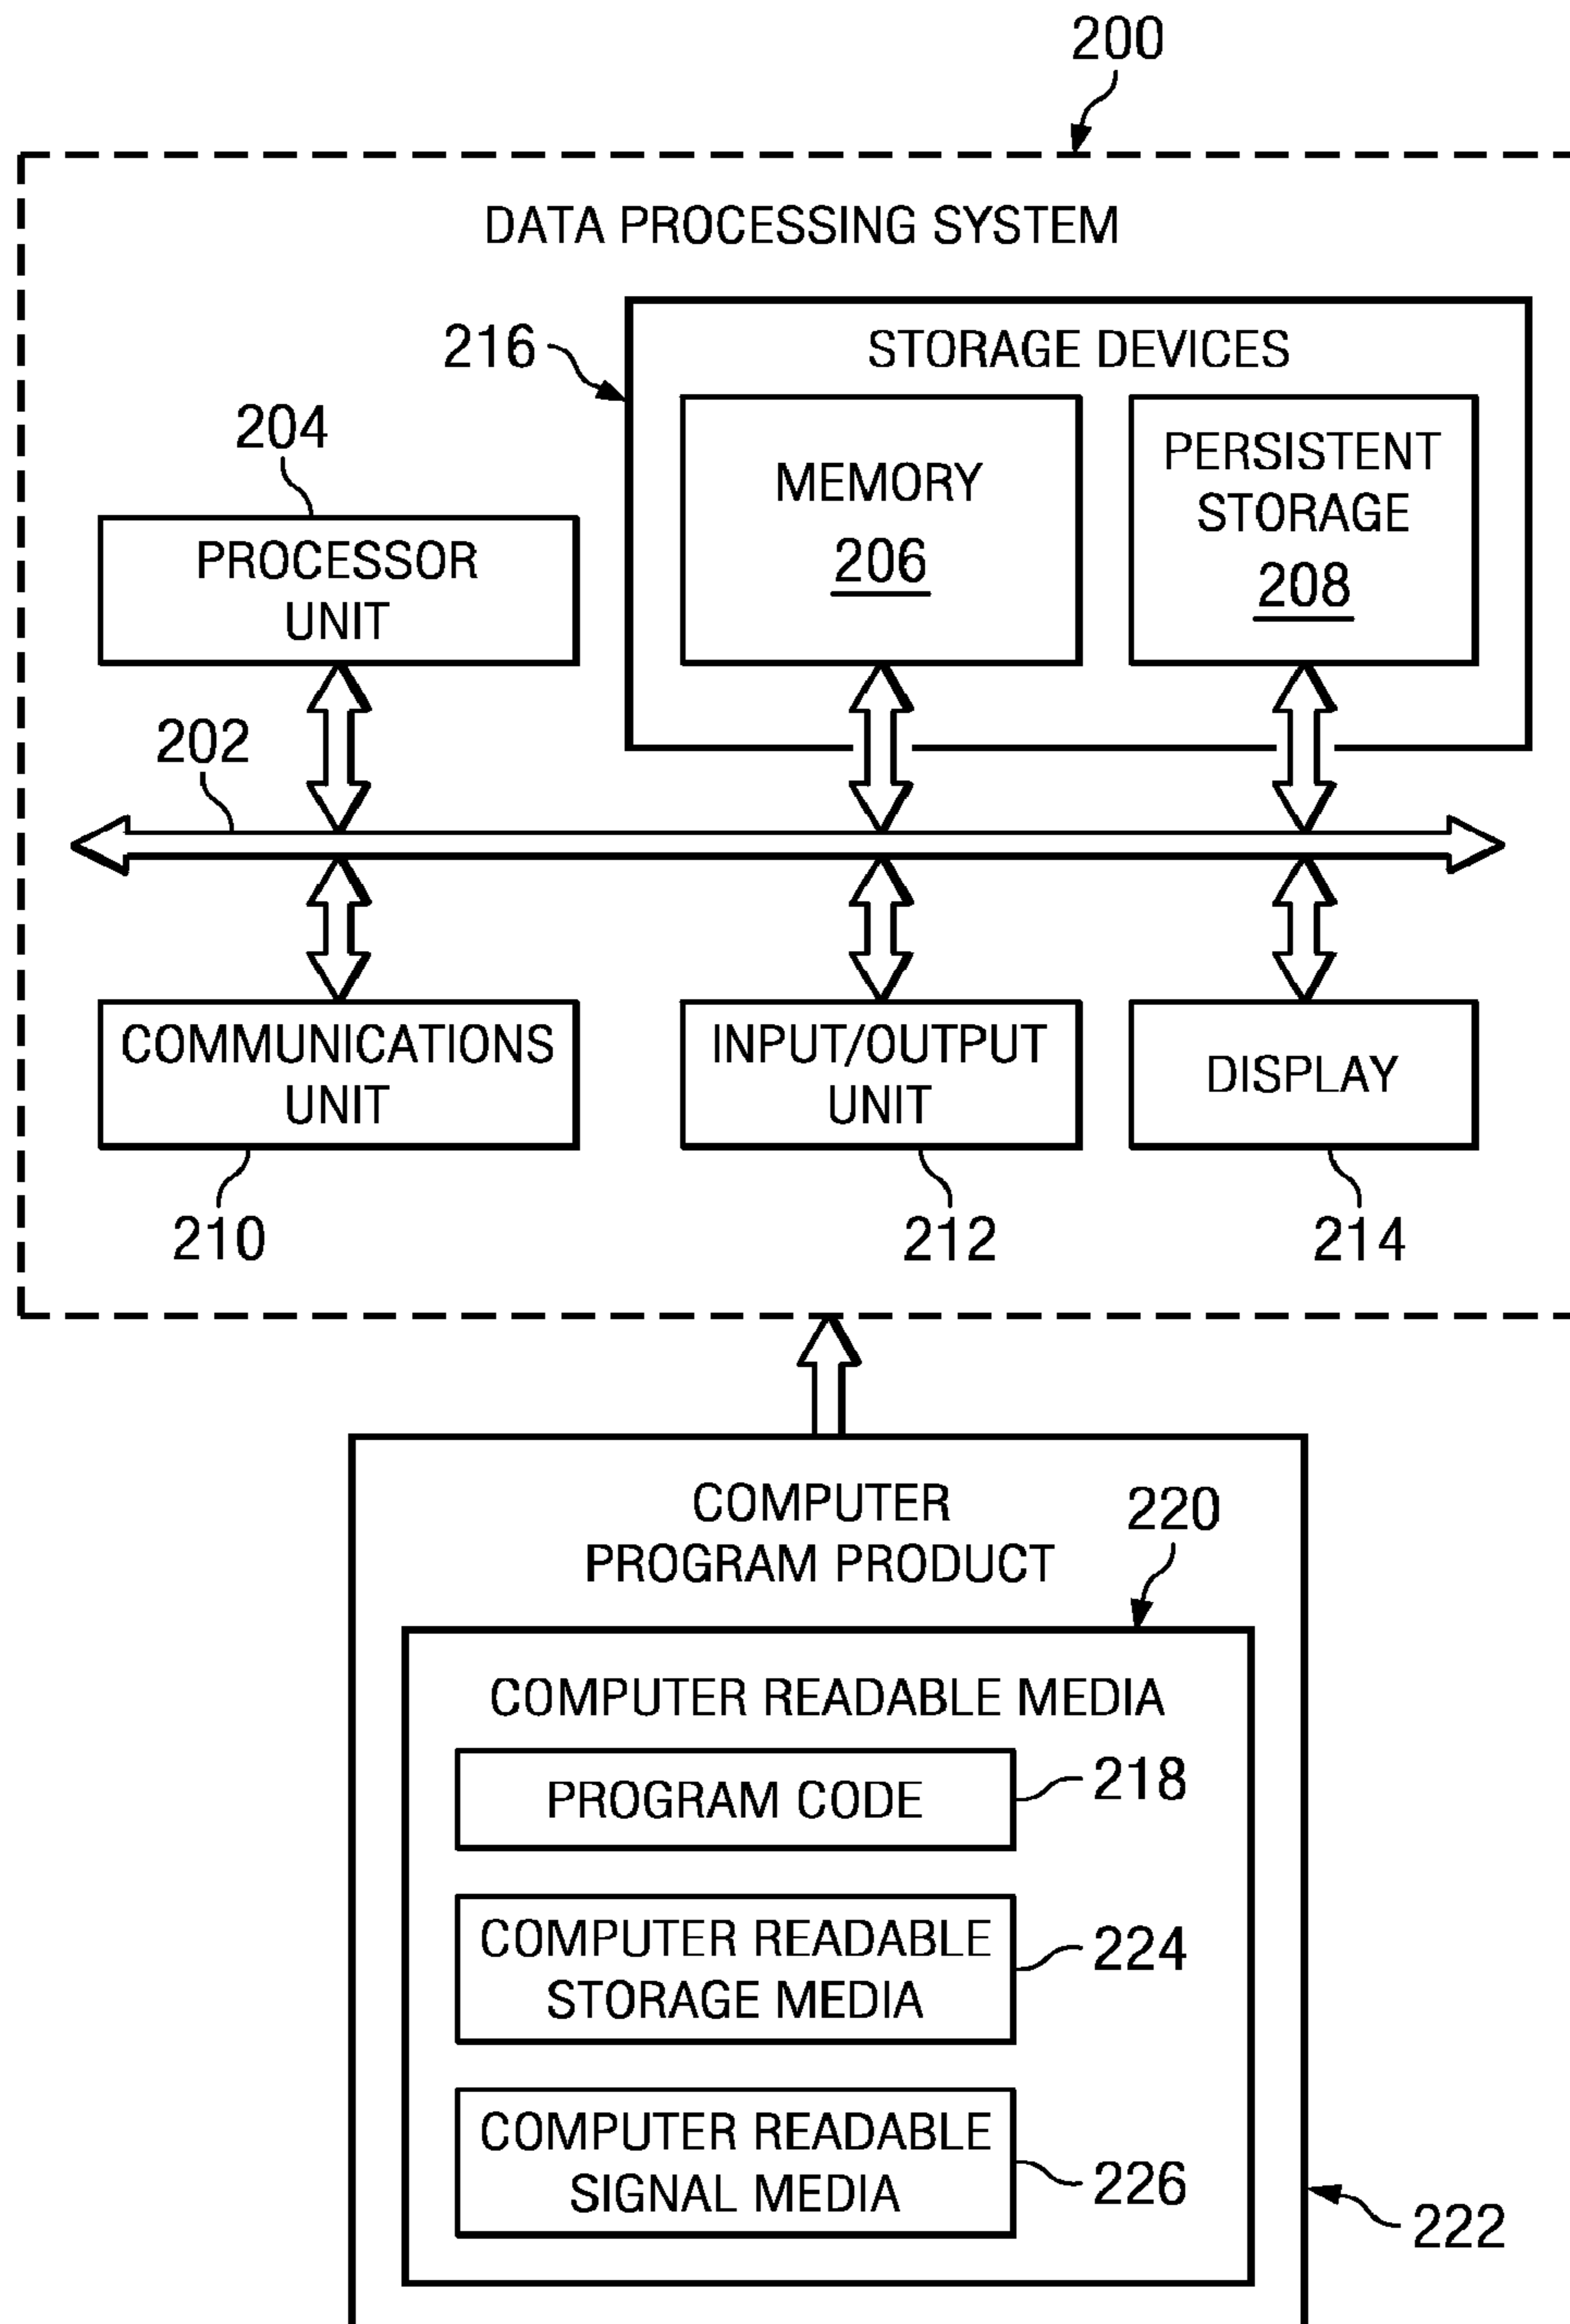 200
DATA PROCESSING SYSTEM
216
STORAGE DEVICES
204
MEMORY
206
PERSISTENT
STORAGE
208
PROCESSOR
UNIT
202
COMMUNICATIONS
UNIT
INPUT/OUTPUT
UNIT
DISPLAY
210
212
214
COMPUTER
PROGRAM PRODUCT
220
COMPUTER READABLE MEDIA
PROGRAM CODE
218
COMPUTER READABLE
STORAGE MEDIA
224
COMPUTER READABLE
SIGNAL MEDIA
226
222